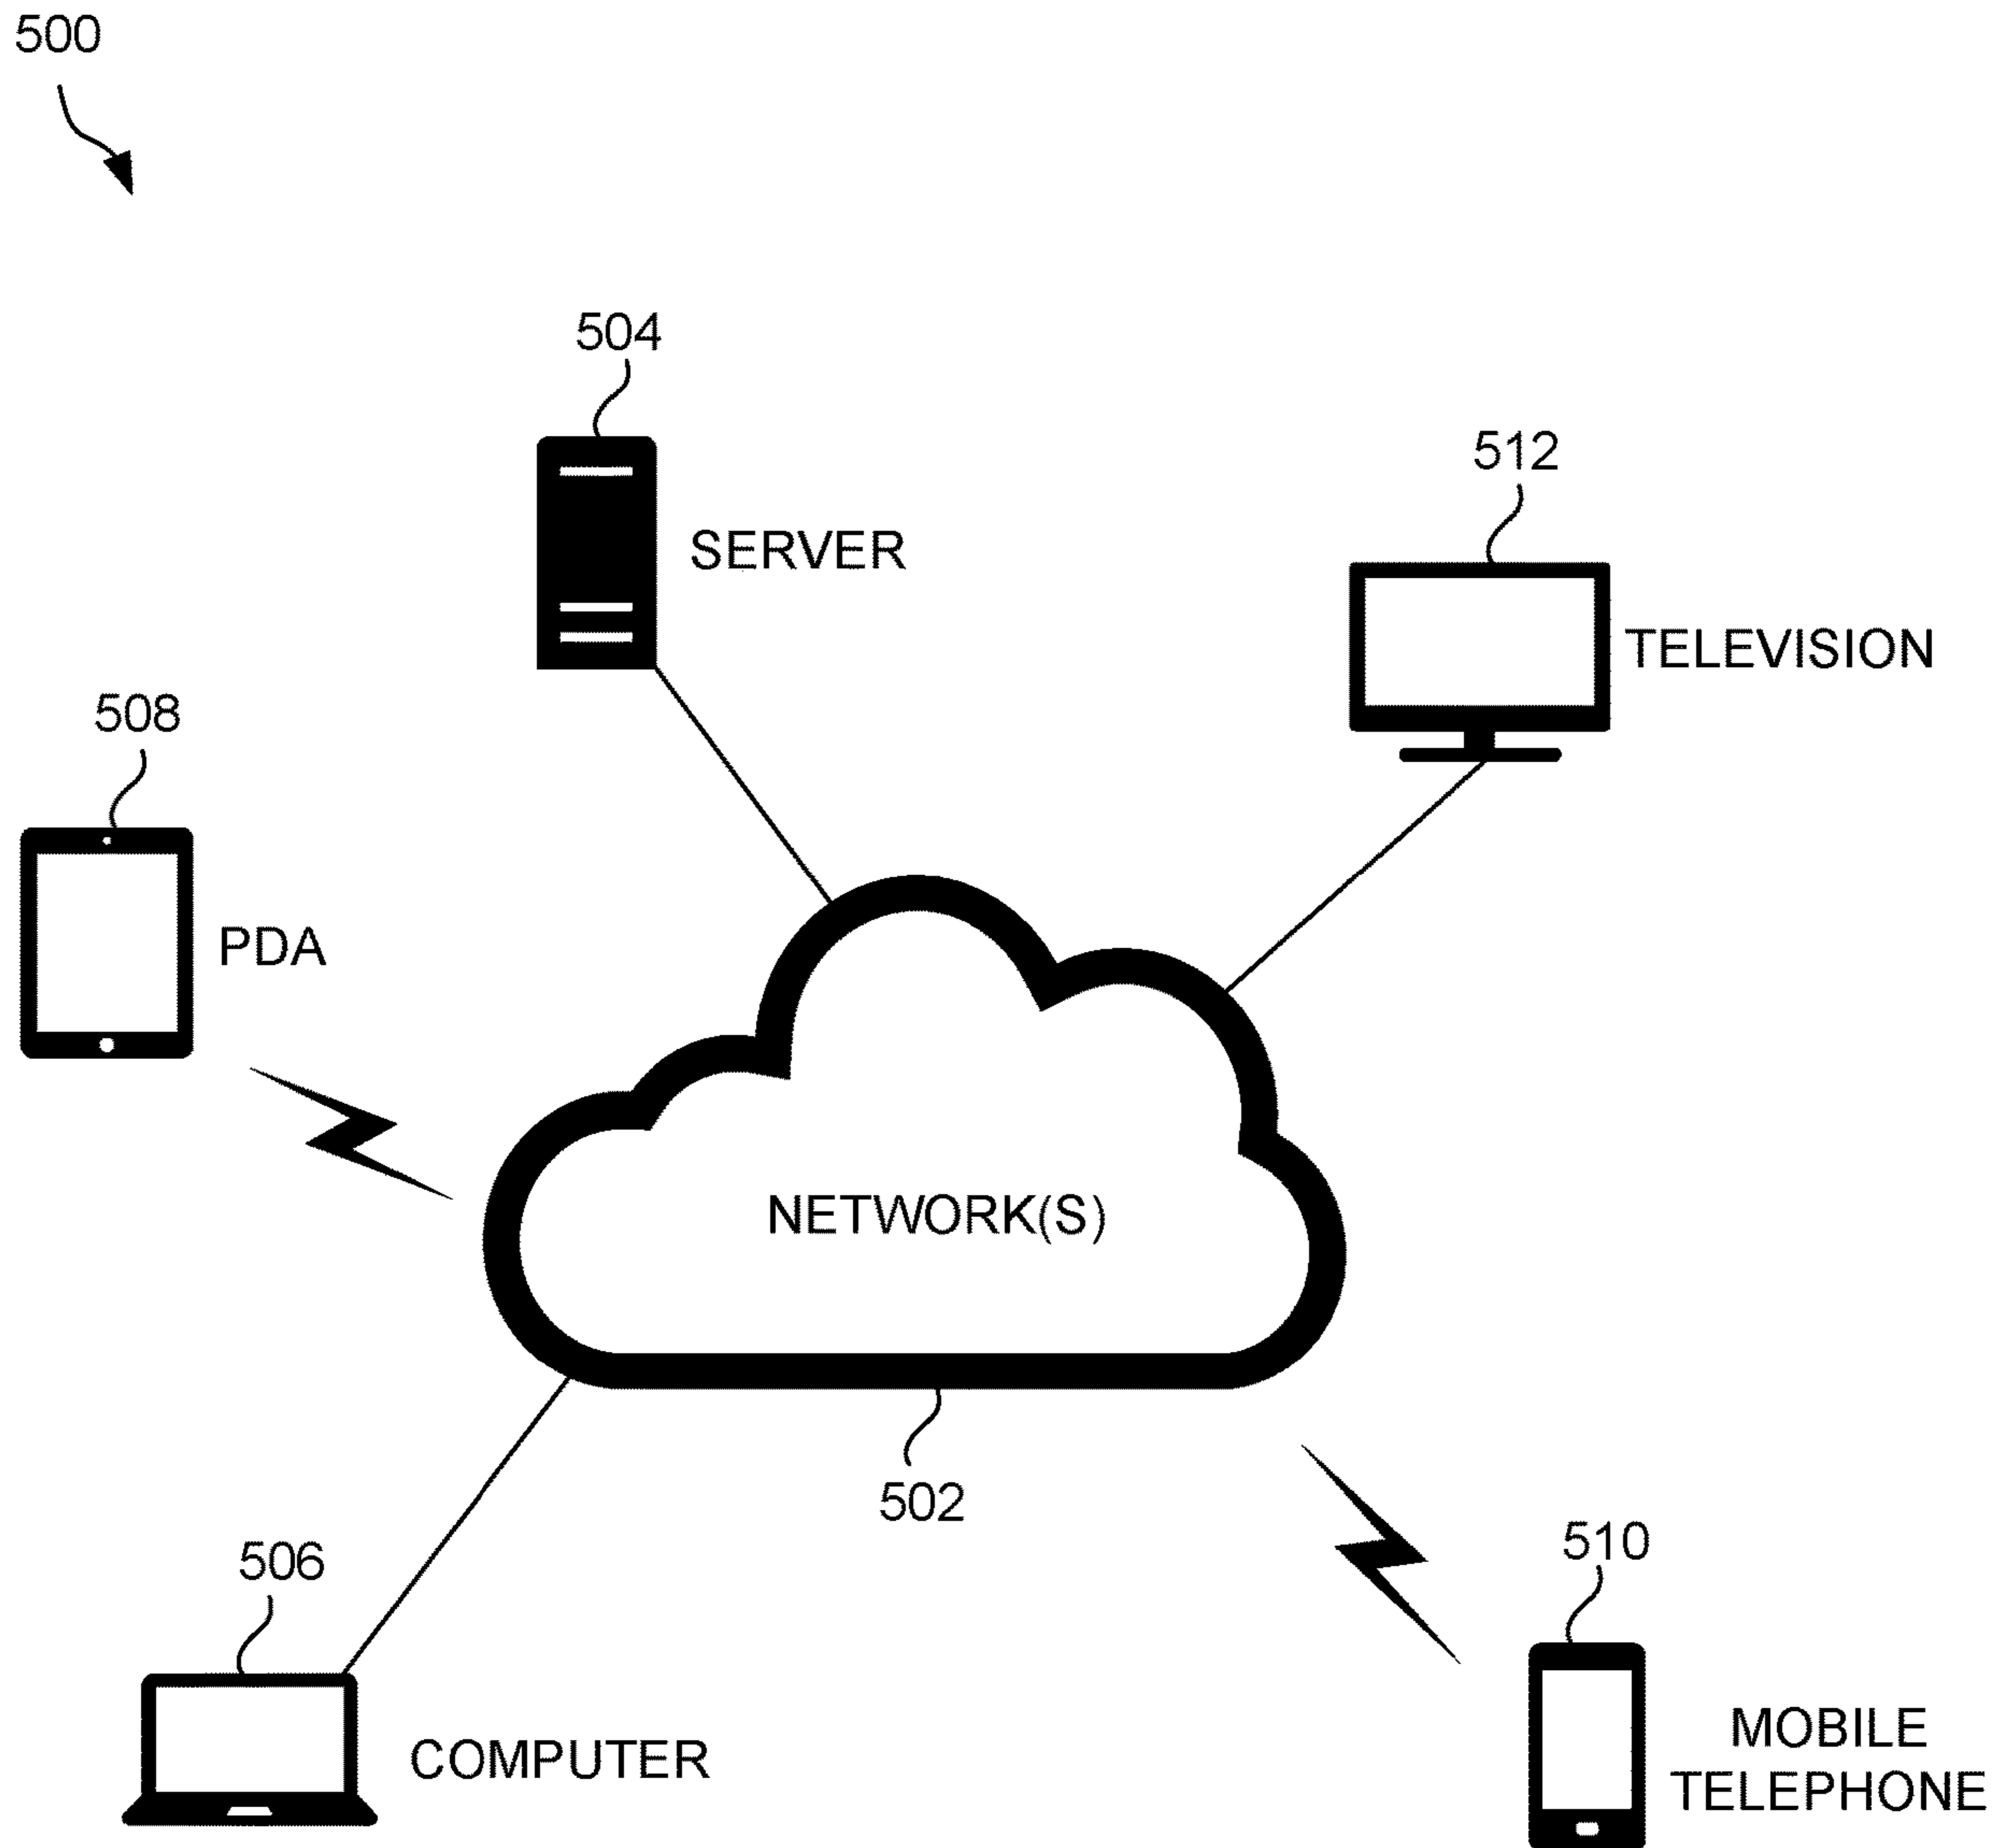 500
504
SERVER
512
TELEVISION
508
PDA
NETWORK(S)
502
506
COMPUTER
510
MOBILE
TELEPHONE